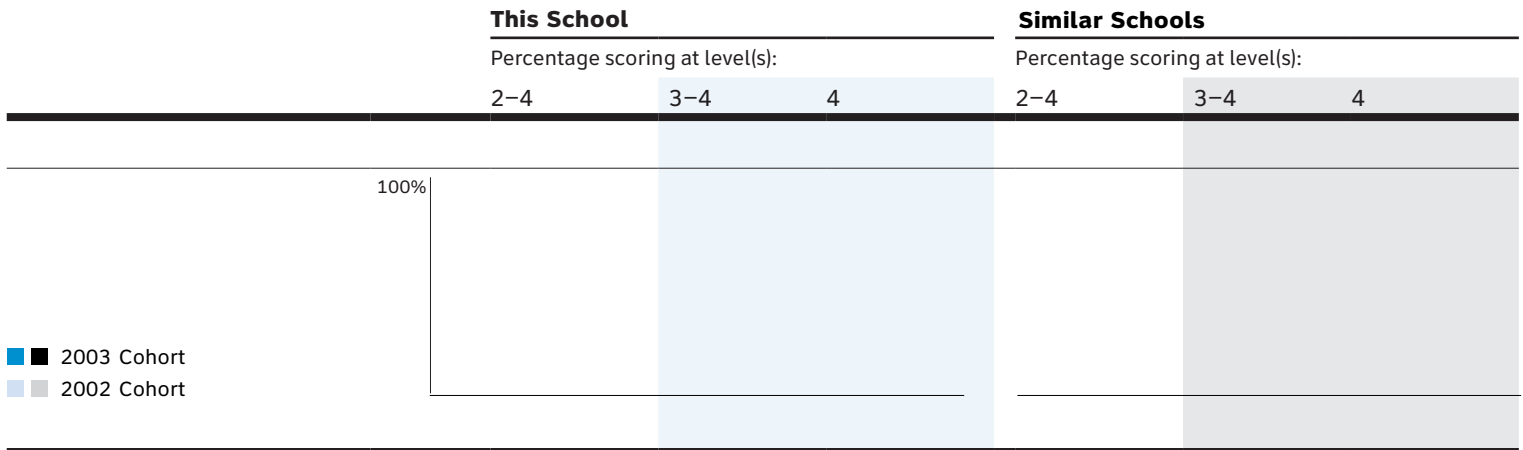 This School
Similar Schools
Percentage scoring at level(s):
Percentage scoring at level(s):
2–4
3–4
4
2–4
3–4
4
100%
2003 Cohort
2002 Cohort